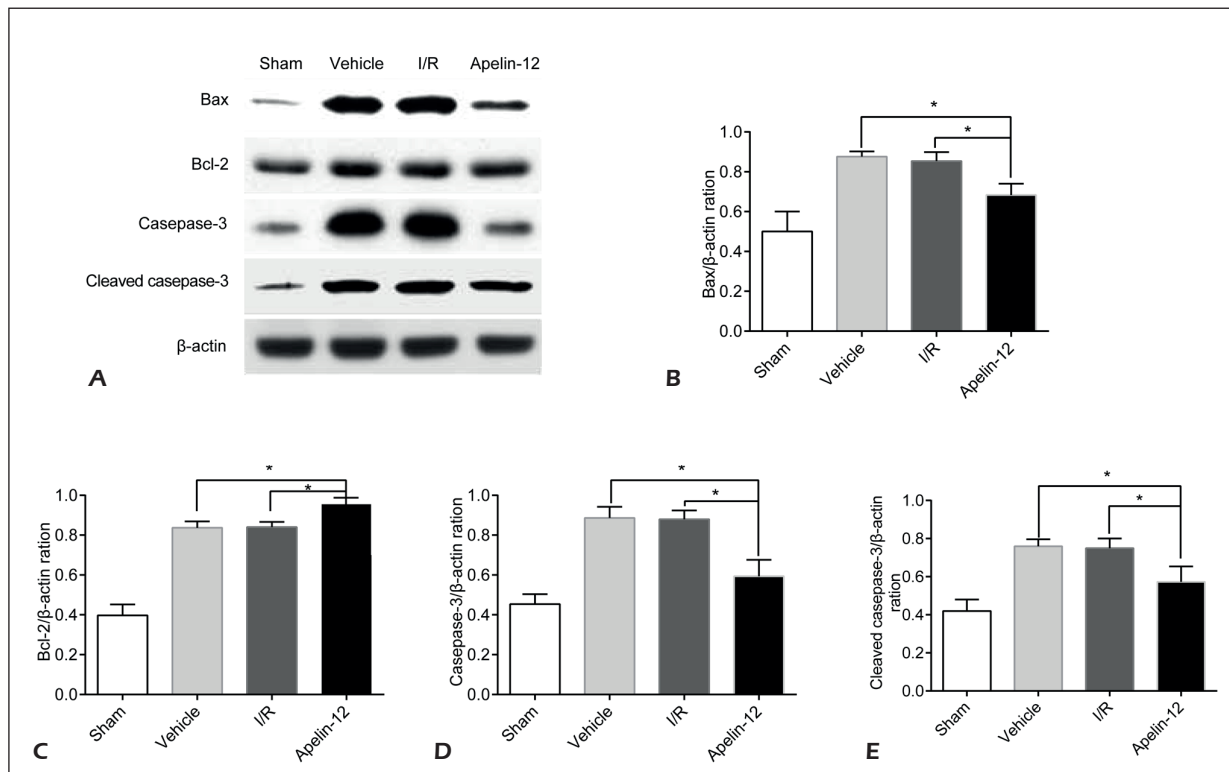 Sham Vehicle I/R Apelin-12
Bax
Bcl-2
Casepase-3
Cleaved casepase-3
β-actin
A
*
*
Bax/β-actin ration
1.0
0.8
0.6
0.4
0.2
0.0
Sham
Vehicle
I/R
Apelin-12
B
*
*
Bcl-2/β-actin ration
1.0
0.8
0.6
0.4
0.2
0.0
Sham
Vehicle
I/R
Apelin-12
C
*
*
Casepase-3/β-actin ration
1.0
0.8
0.6
0.4
0.2
0.0
Sham
Vehicle
I/R
Apelin-12
D
*
*
Cleaved casepase-3/β-actin
ration
1.0
0.8
0.6
0.4
0.2
0.0
Sham
Vehicle
I/R
Apelin-12
E